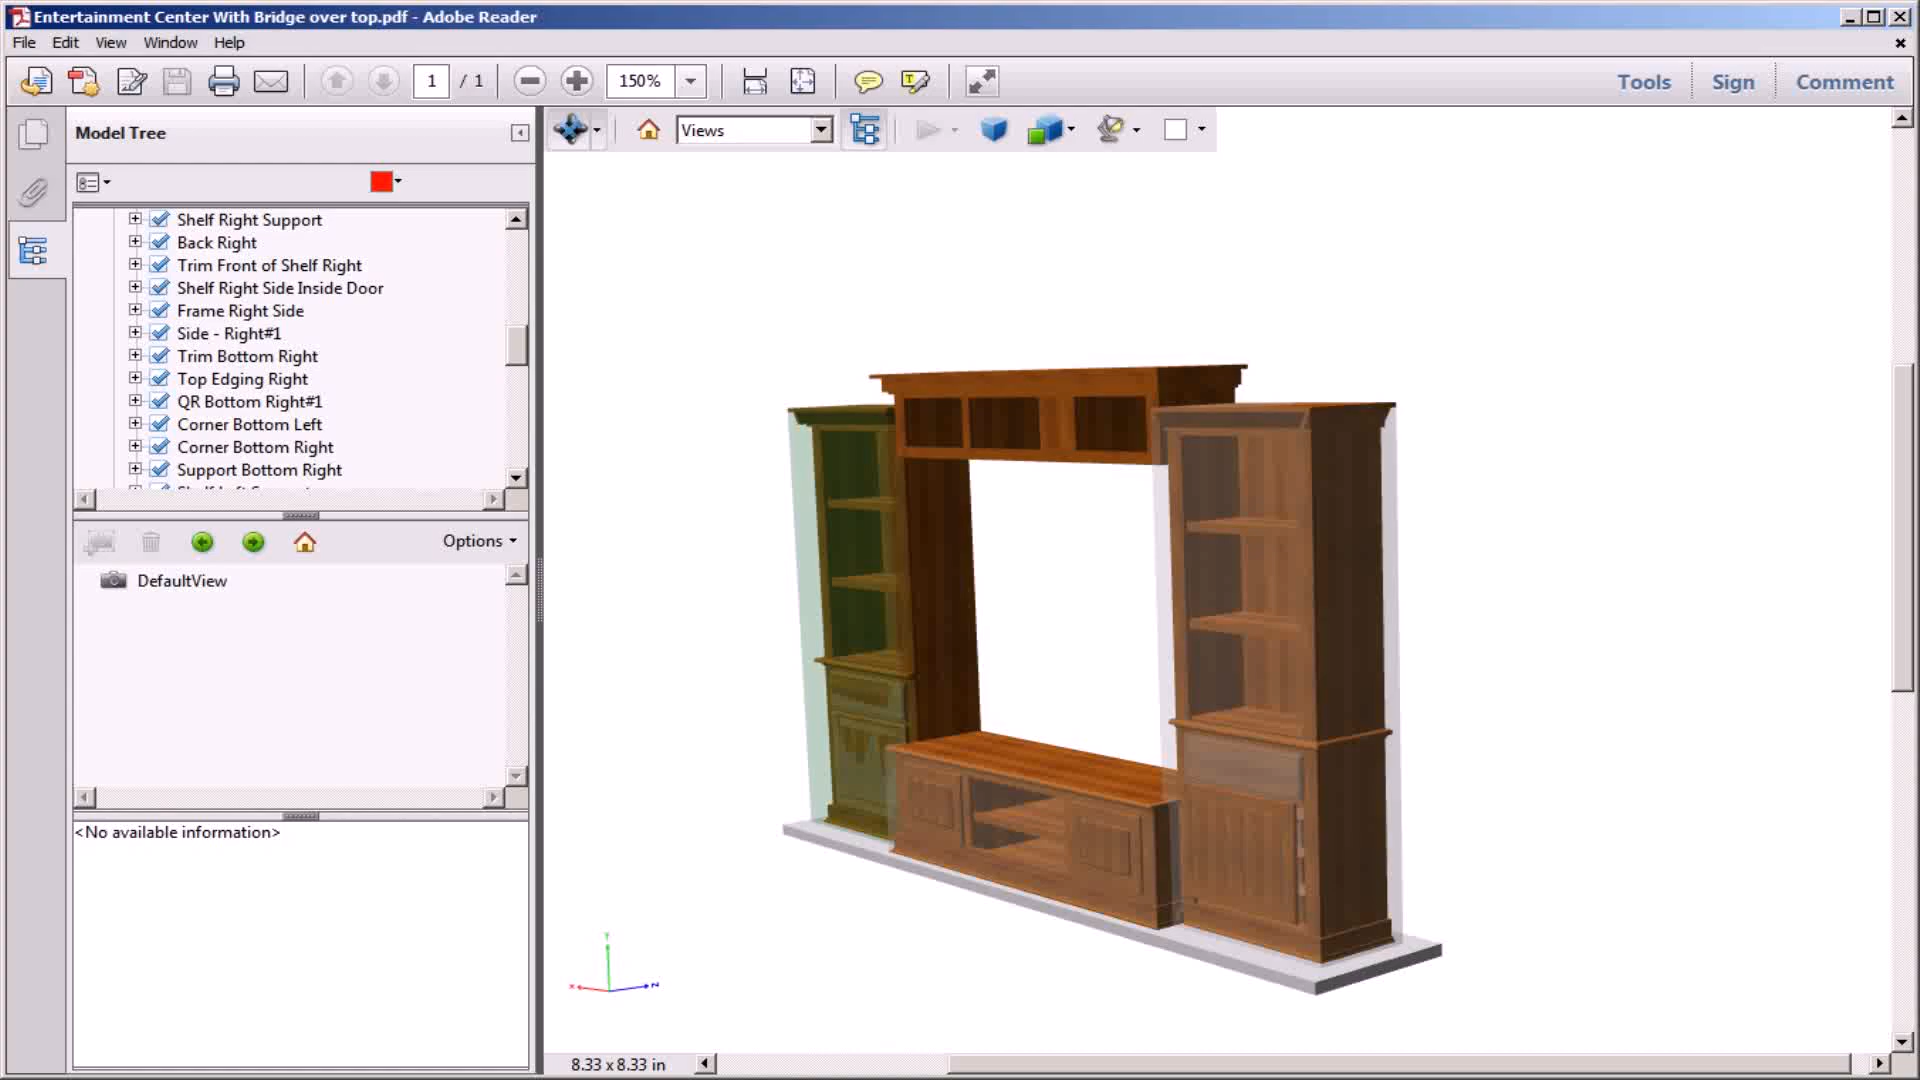 Entertainment Center With Bridge over top.pdf - Adobe Reader
File Edit View Window Help
1 / 1 150% Tools Sign Comment
Model Tree
Views
Shelf Right Support
Back Right
Trim Front of Shelf Right
Shelf Right Side Inside Door
Frame Right Side
Side - Right#1
Trim Bottom Right
Top Edging Right
QR Bottom Right#1
Corner Bottom Left
Corner Bottom Right
Support Bottom Right
Options
DefaultView
<No available information>
Y
X
Z
8.33 x 8.33 in